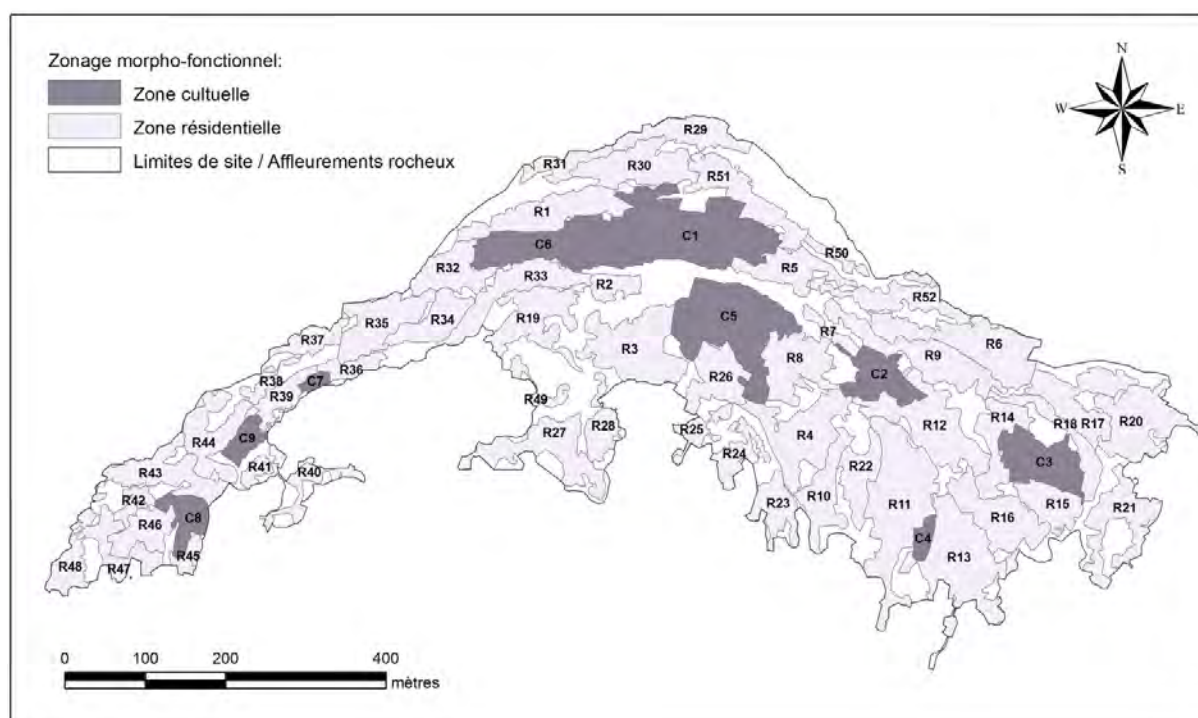 Zonage morpho-fonctionnel:
Zone cultuelle
Zone résidentielle
Limites de site / Affleurements rocheux
N
W E
S
R29
R31 R30 R51
R1
C6 C1
R50
R32 R33 R2 R5
R52
R35 R34 R19 C5 R7
R37 R3 R8 R9 R6
R36
R38 C7 R26 C2
R39
R49
R44 C9 R27 R28 R25 R4 R12 R14 R18 R17 R20
R43 R41 R40 R24 R22 C3
R42 C8 R23 R10 R11 R15 R21
R46 R16
R45 C4
R48 R47 R13
0 100 200 400
mètres